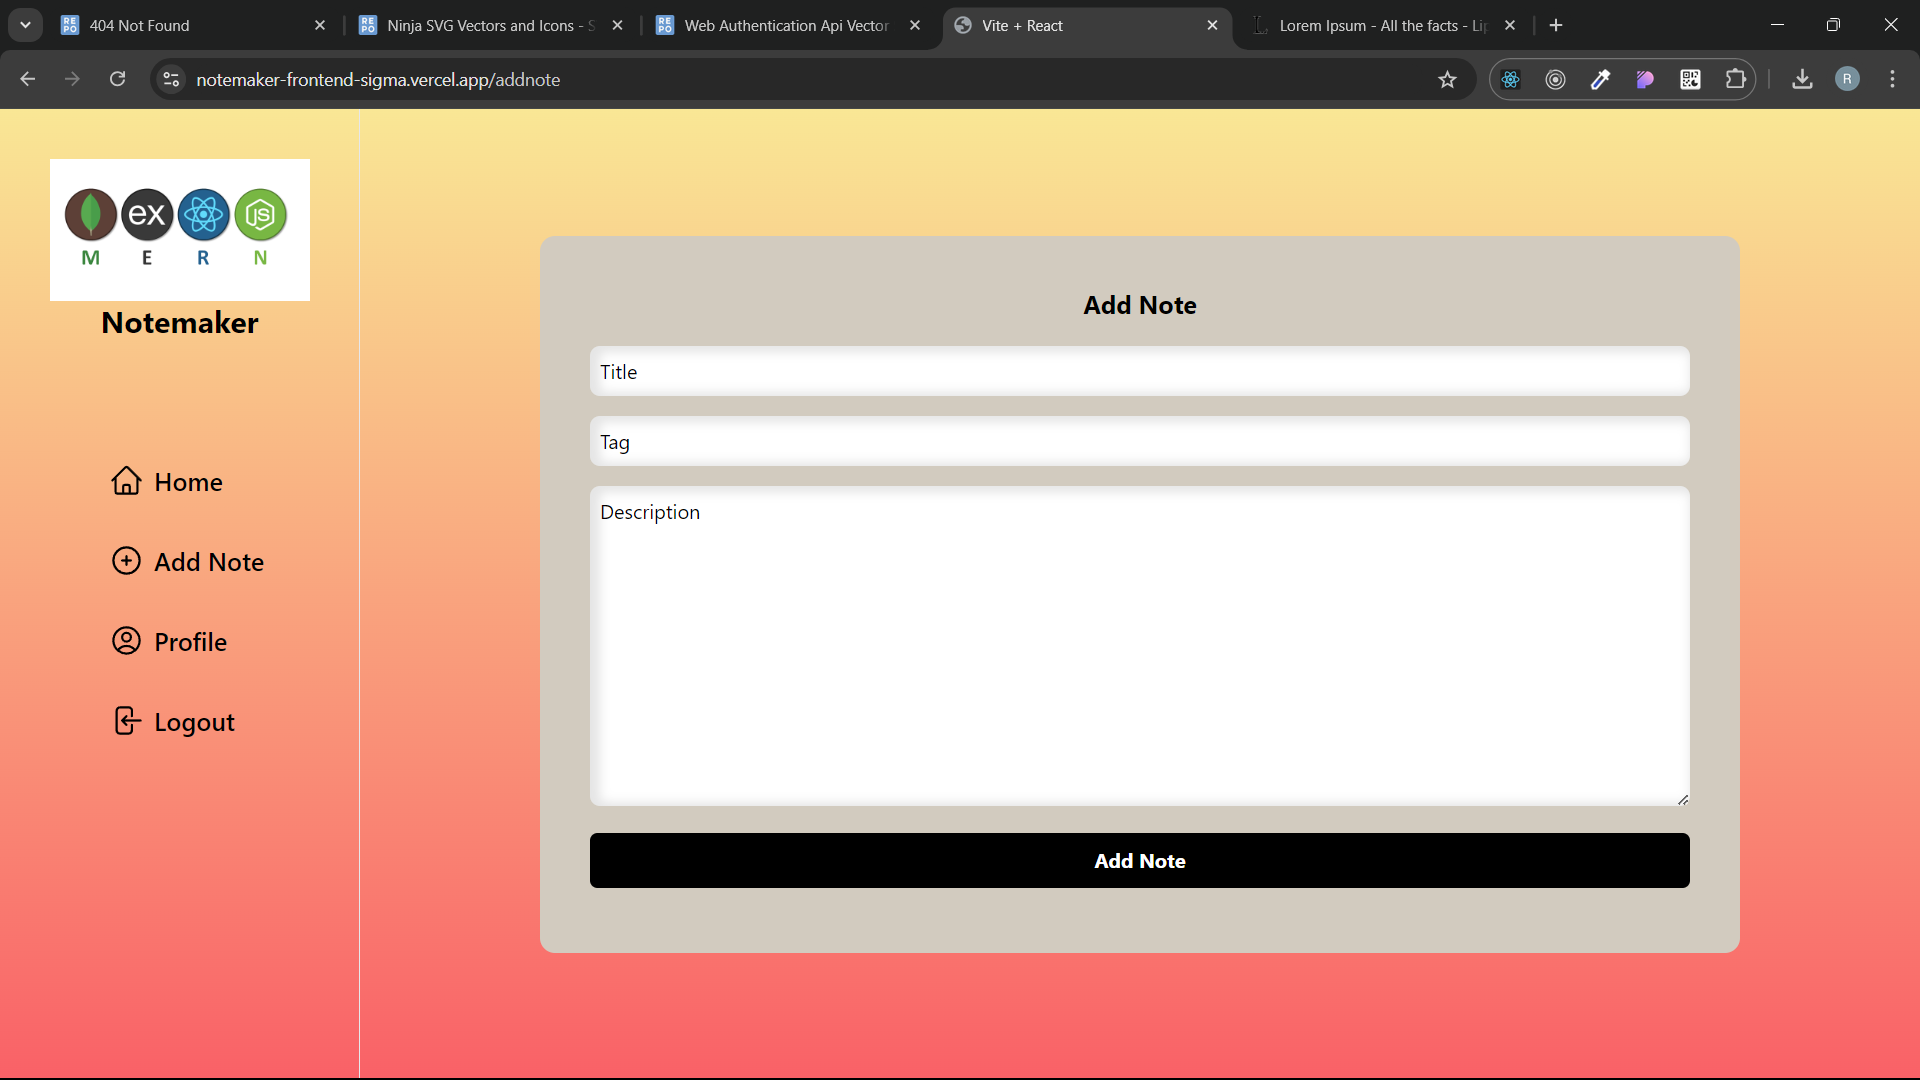 404 Not Found
Ninja SVG Vectors and Icons - S
Web Authentication Api Vector
Vite + React
Lorem Ipsum - All the facts - Lip
notemaker-frontend-sigma.vercel.app/addnote
R
ex
JS
M E R N
Notemaker
Home
Add Note
Profile
Logout
Add Note
Title
Tag
Description
Add Note